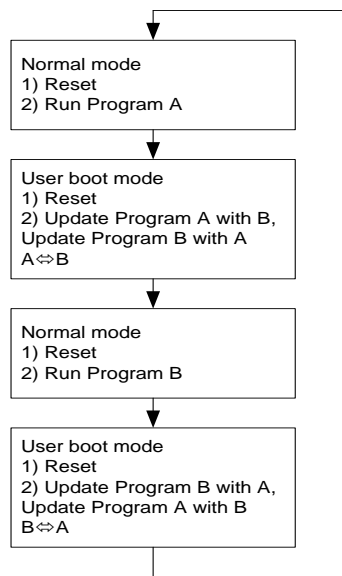 Normal mode
1) Reset
2) Run Program A
User boot mode
1) Reset
2) Update Program A with B,
Update Program B with A
A⇔B
Normal mode
1) Reset
2) Run Program B
User boot mode
1) Reset
2) Update Program B with A,
Update Program A with B
B⇔A